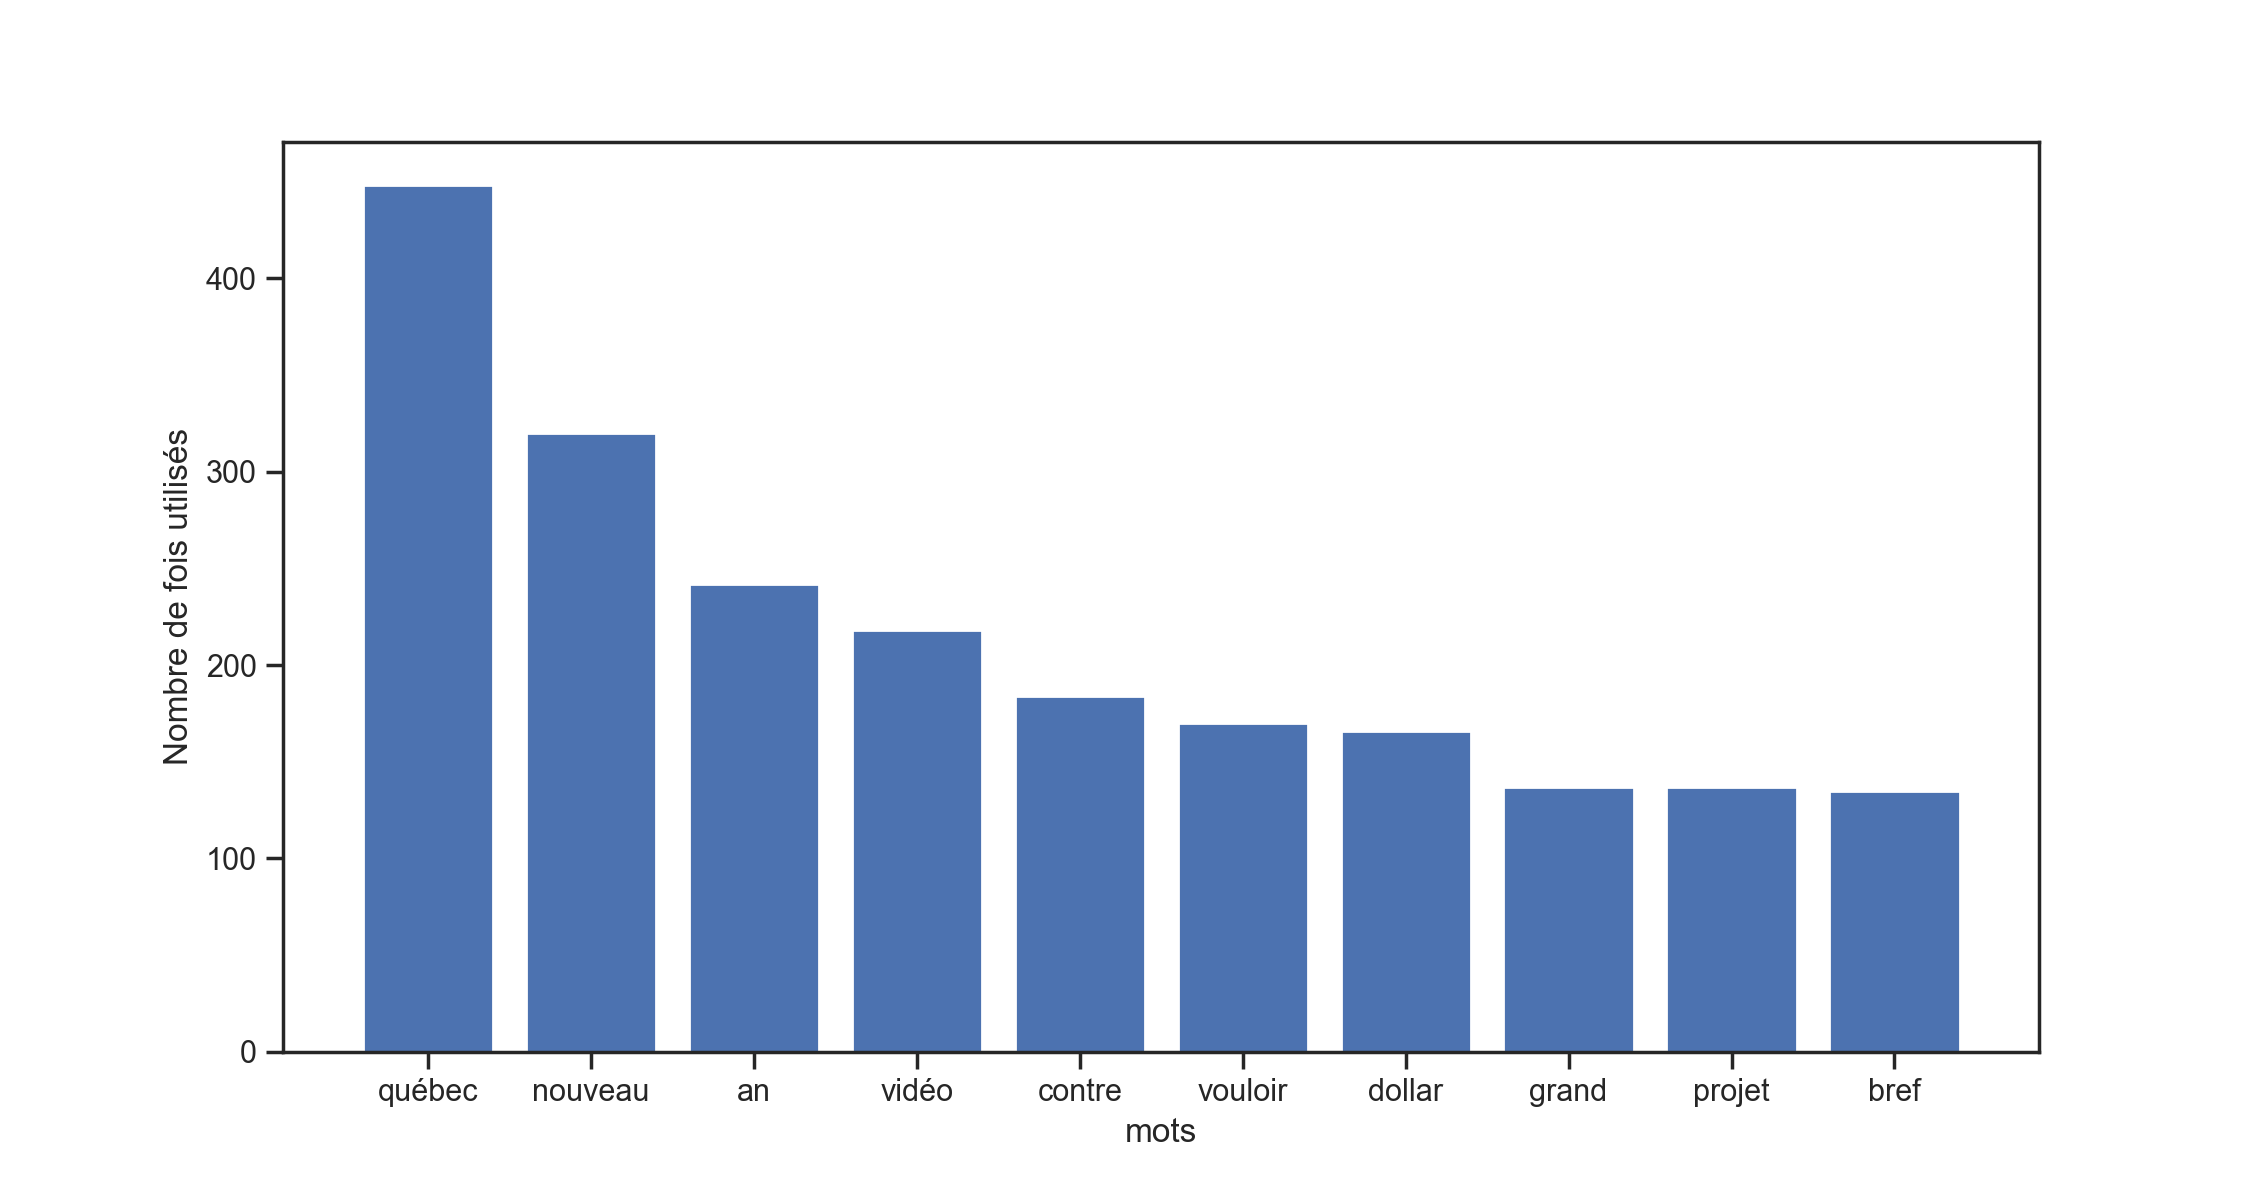 Nombre de fois utilisés
400
300
200
100
0
québec nouveau an vidéo contre vouloir dollar grand projet bref
mots